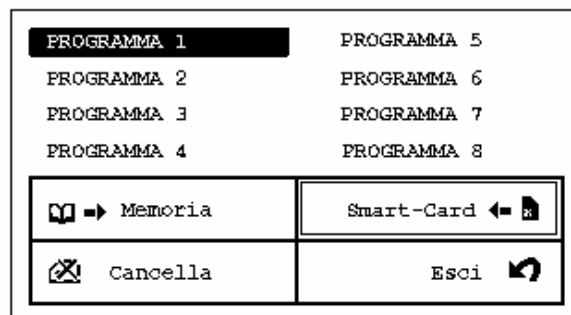 PROGRAMMA 1 PROGRAMMA 5
PROGRAMMA 2 PROGRAMMA 6
PROGRAMMA 3 PROGRAMMA 7
PROGRAMMA 4 PROGRAMMA 8
Memoria Smart-Card
Cancella Esci